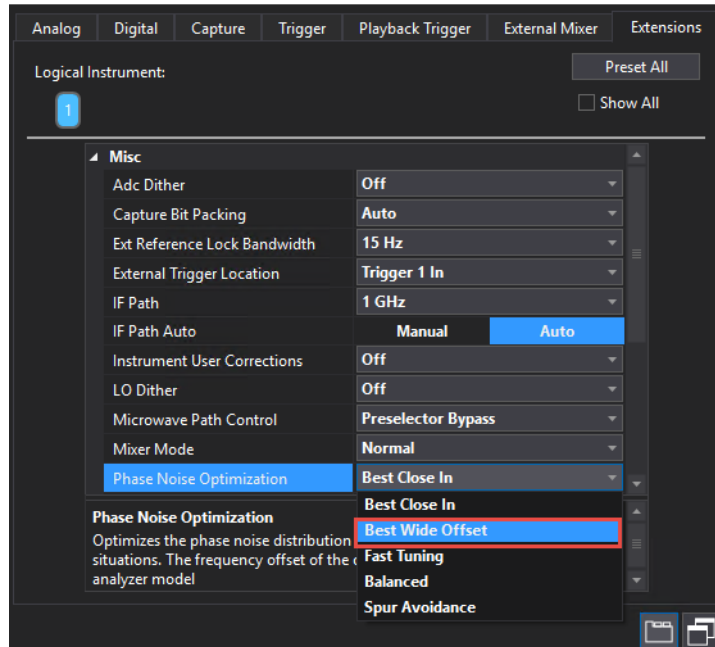 Analog Digital Capture Trigger Playback Trigger External Mixer Extensions
Logical Instrument: Preset All
1 Show All
Misc
Adc Dither Off
Capture Bit Packing Auto
Ext Reference Lock Bandwidth 15 Hz
External Trigger Location Trigger 1 In
IF Path 1 GHz
IF Path Auto Manual Auto
Instrument User Corrections Off
LO Dither Off
Microwave Path Control Preselector Bypass
Mixer Mode Normal
Phase Noise Optimization Best Close In
Best Close In
Best Wide Offset
Fast Tuning
Balanced
Spur Avoidance
Phase Noise Optimization
Optimizes the phase noise distribution
situations. The frequency offset of the
analyzer model